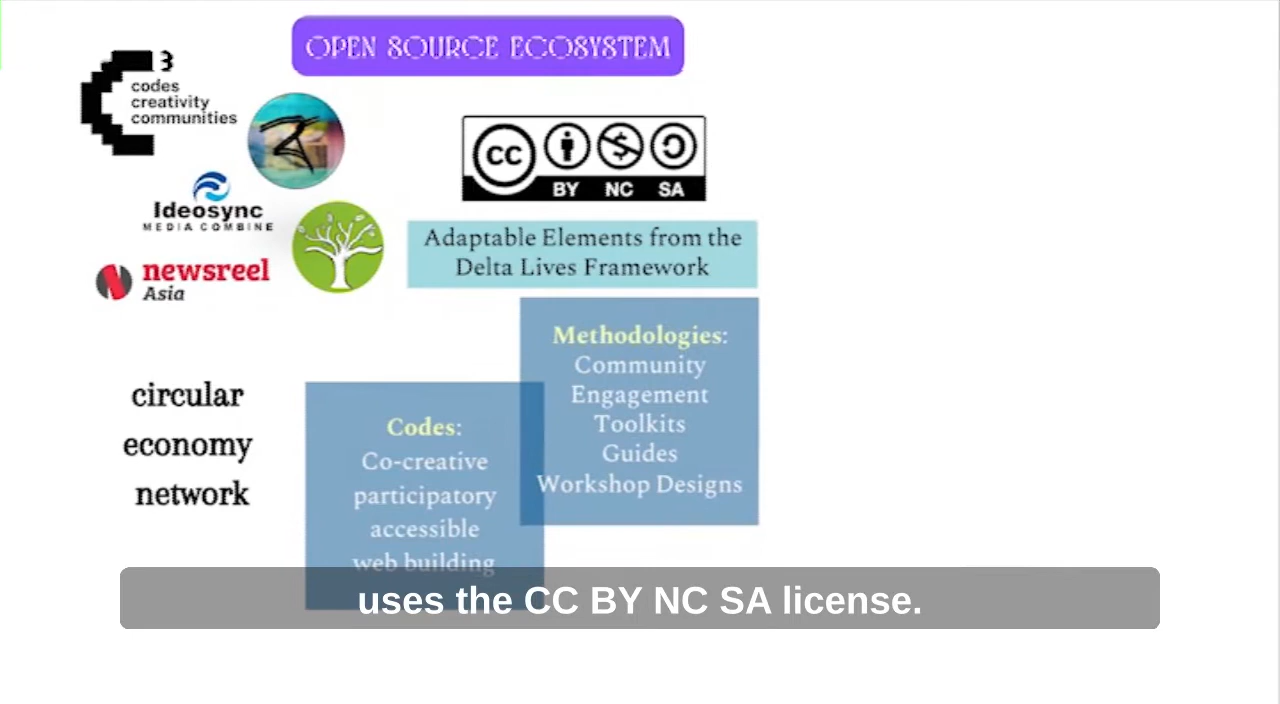 OPEN SOURCE ECOSYSTEM
3
codes
creativity
communities
Ideosync
MEDIA COMBINE
newsreel
Asia
cc
BY NC SA
Adaptable Elements from the
Delta Lives Framework
Methodologies:
Community
Engagement
Toolkits
Guides
Workshop Designs
circular
economy
network
Codes:
Co-creative
participatory
accessible
web building
uses the CC BY NC SA license.